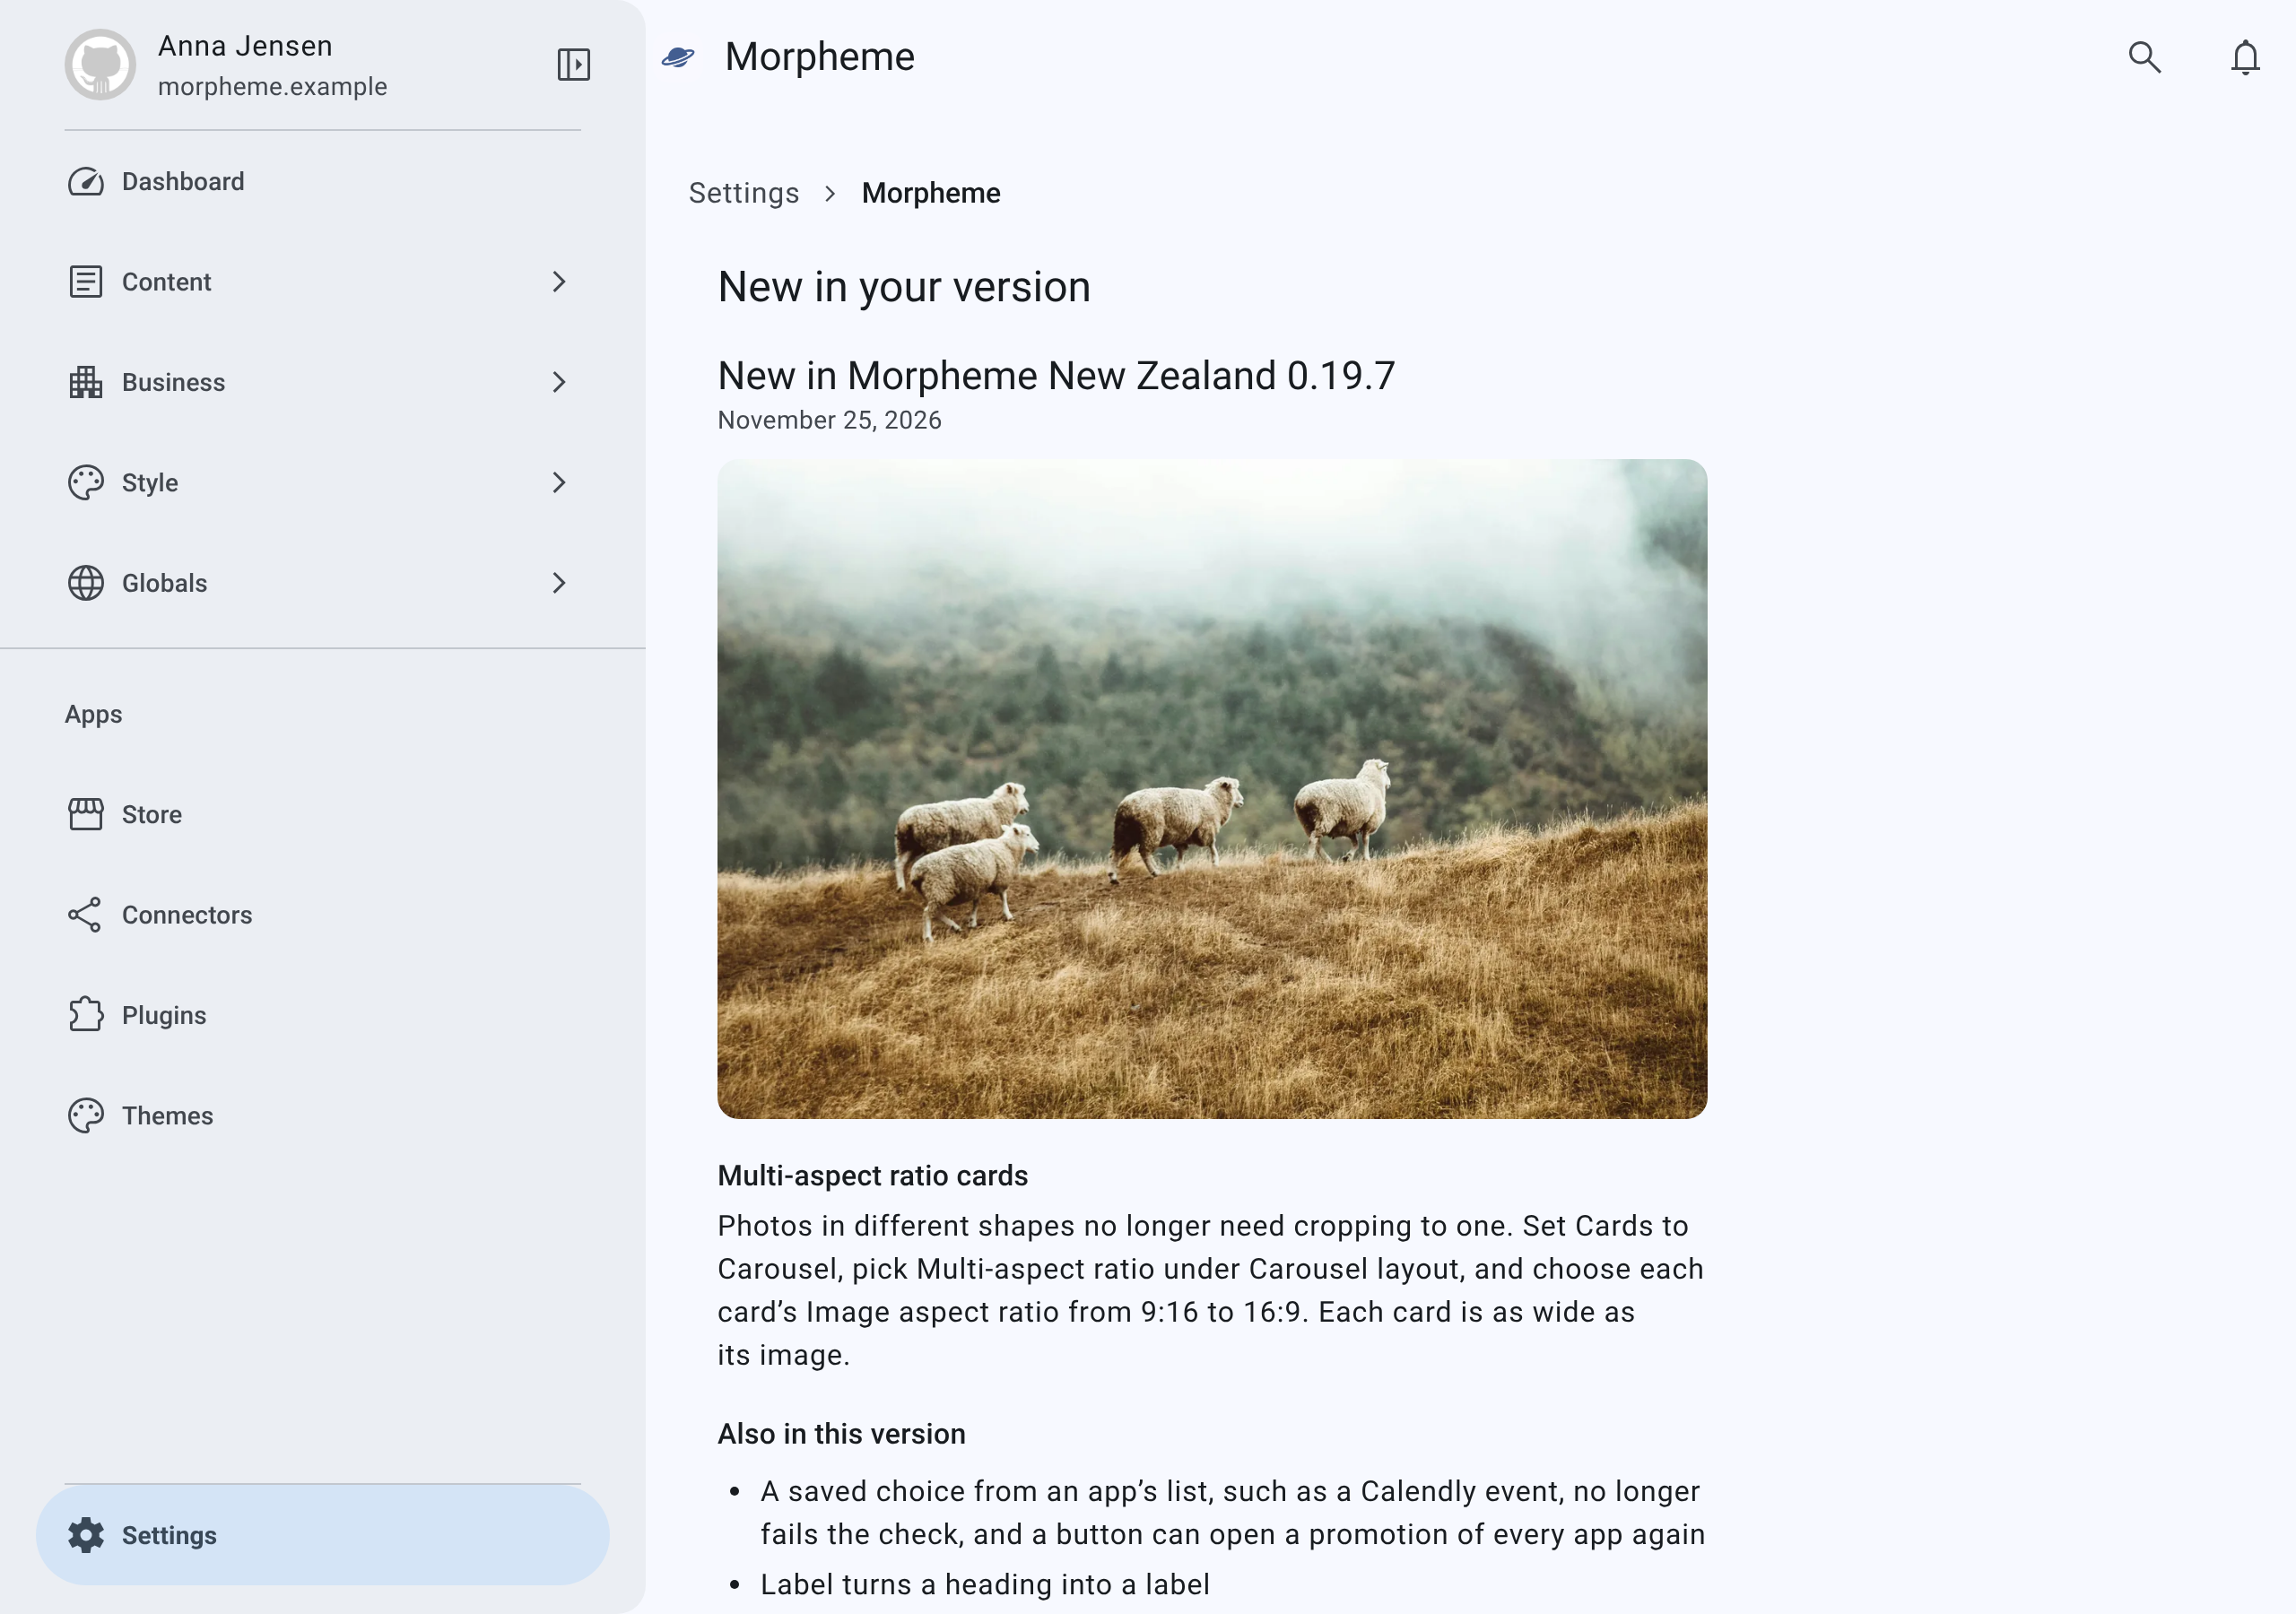 Anna Jensen
morpheme.example
Dashboard
Content
Business
Style
Globals
Apps
Store
Connectors
Plugins
Themes
Settings
Morpheme
Settings > Morpheme
New in your version
New in Morpheme New Zealand 0.19.7
November 25, 2026
Multi-aspect ratio cards
Photos in different shapes no longer need cropping to one. Set Cards to
Carousel, pick Multi-aspect ratio under Carousel layout, and choose each
card’s Image aspect ratio from 9:16 to 16:9. Each card is as wide as
its image.
Also in this version
• A saved choice from an app’s list, such as a Calendly event, no longer
fails the check, and a button can open a promotion of every app again
• Label turns a heading into a label